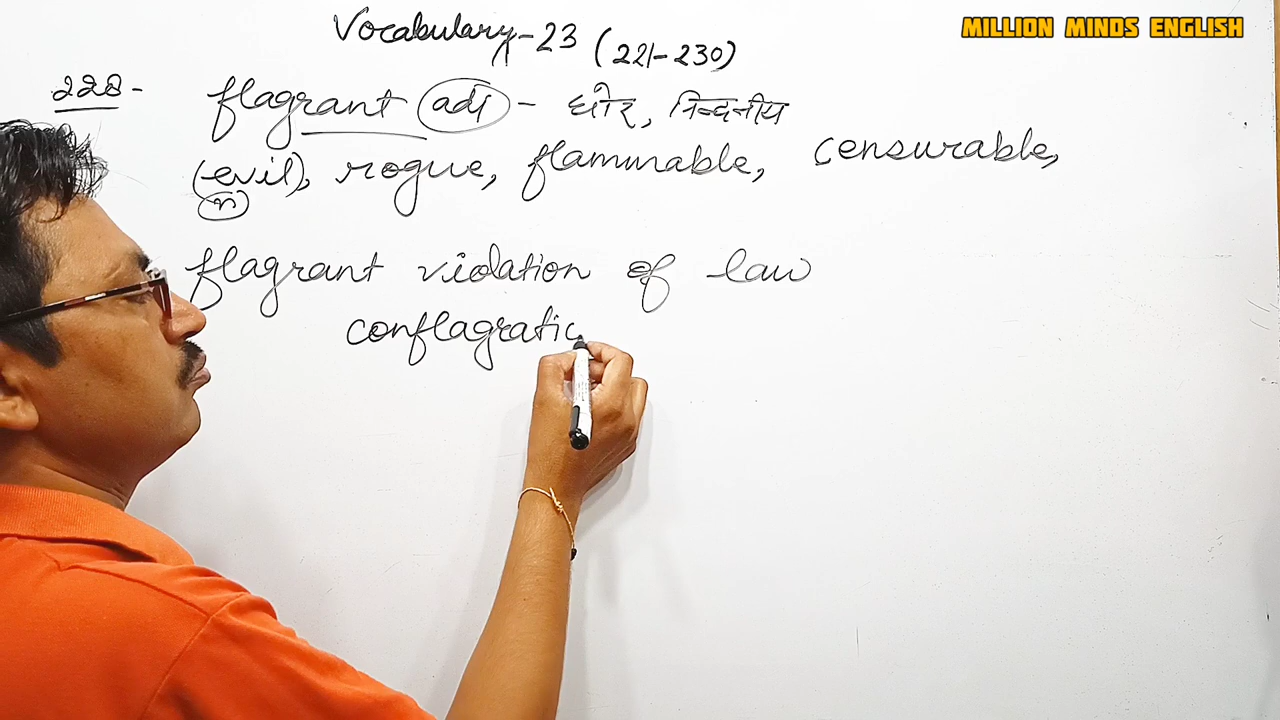 MILLION MINDS ENGLISH
Vocabulary-23 (221-230)
228- flagrant adj - घोर, निन्दनीय
(evil), rogue, flammable, censurable,
n
flagrant violation of law
conflagratio